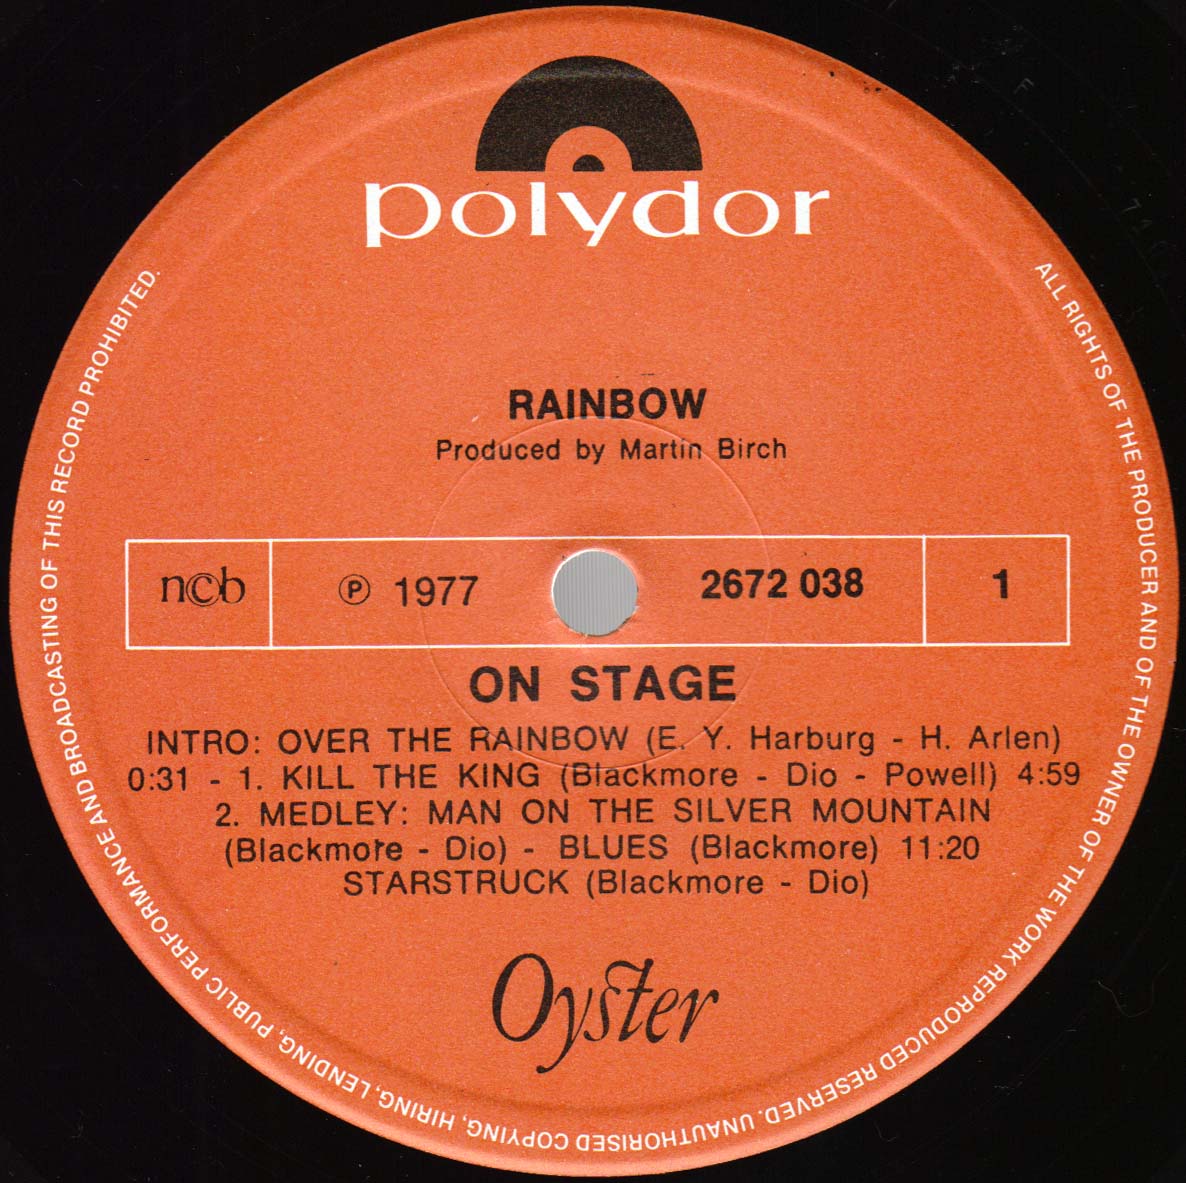 polydor
RAINBOW
Produced by Martin Birch
ncb
Ⓟ 1977
2672 038
1
ON STAGE
INTRO: OVER THE RAINBOW (E. Y. Harburg - H. Arlen)
0:31 - 1. KILL THE KING (Blackmore - Dio - Powell) 4:59
2. MEDLEY: MAN ON THE SILVER MOUNTAIN
(Blackmore - Dio) - BLUES (Blackmore) 11:20
STARSTRUCK (Blackmore - Dio)
Oyster
ALL RIGHTS OF THE PRODUCER AND OF THE OWNER OF THE WORK REPRODUCED RESERVED. UNAUTHORISED COPYING, HIRING, LENDING, PUBLIC PERFORMANCE AND BROADCASTING OF THIS RECORD PROHIBITED.